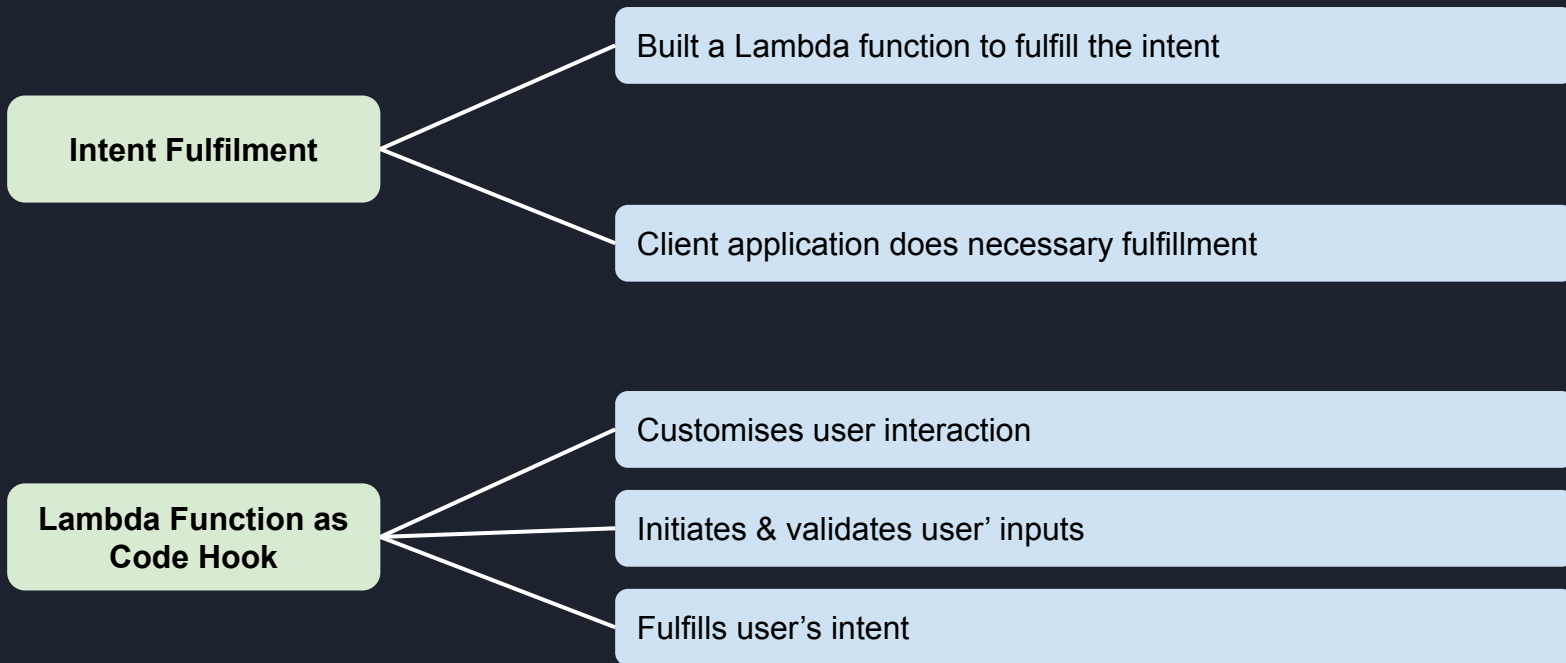 Built a Lambda function to fulfill the intent
Intent Fulfilment
Client application does necessary fulfillment
Customises user interaction
Lambda Function as
Code Hook
Initiates & validates user’ inputs
Fulfills user’s intent